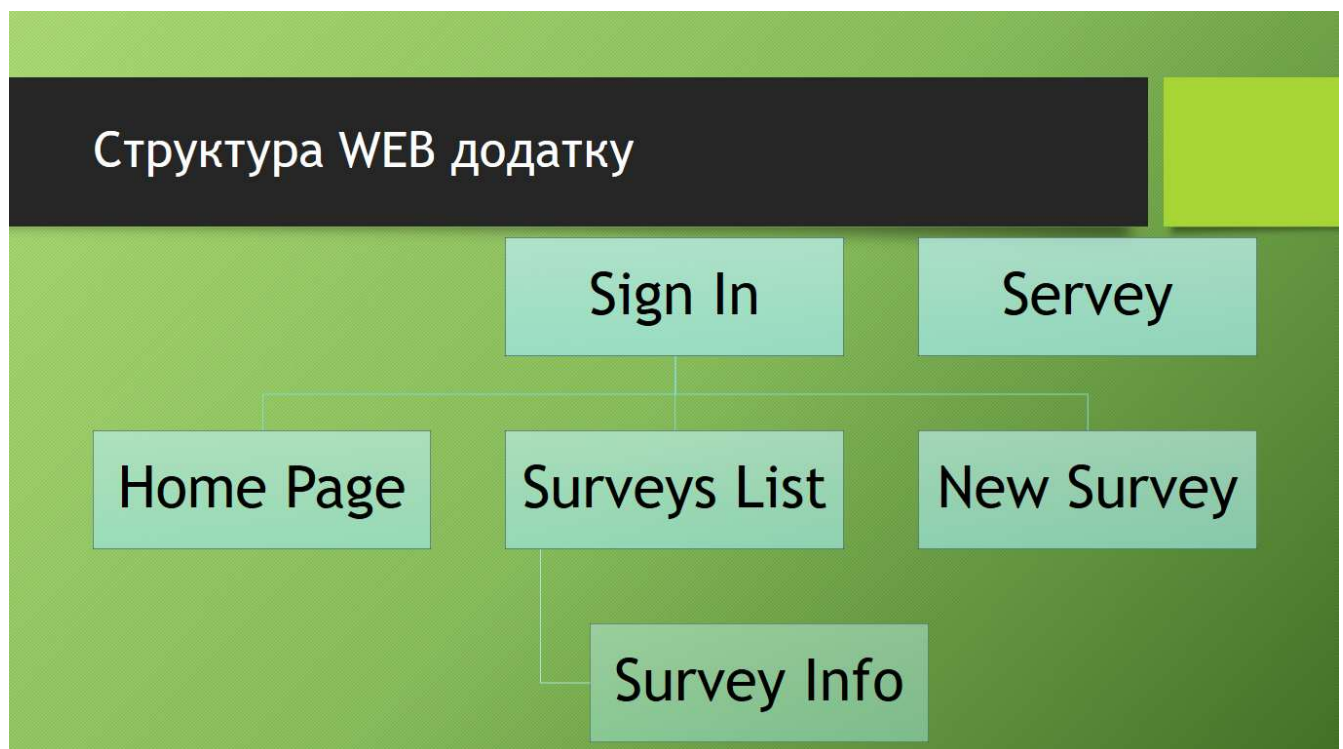 Структура WEB додатку
Sign In
Servey
Home Page
Surveys List
New Survey
Survey Info